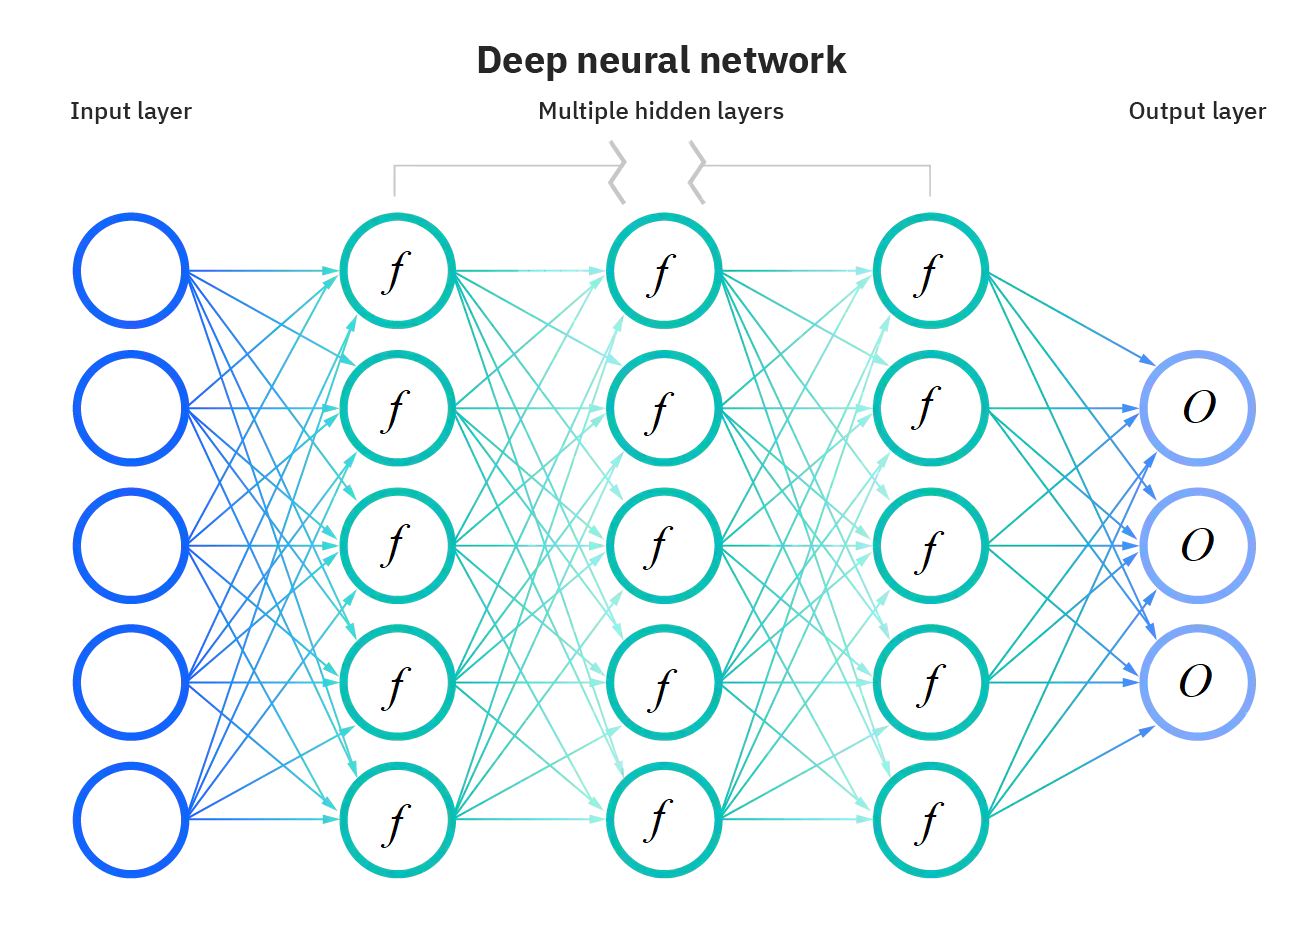 Deep neural network
Input layer
Multiple hidden layers
Output layer
f f f
f f f O
f f f O
f f f O
f f f